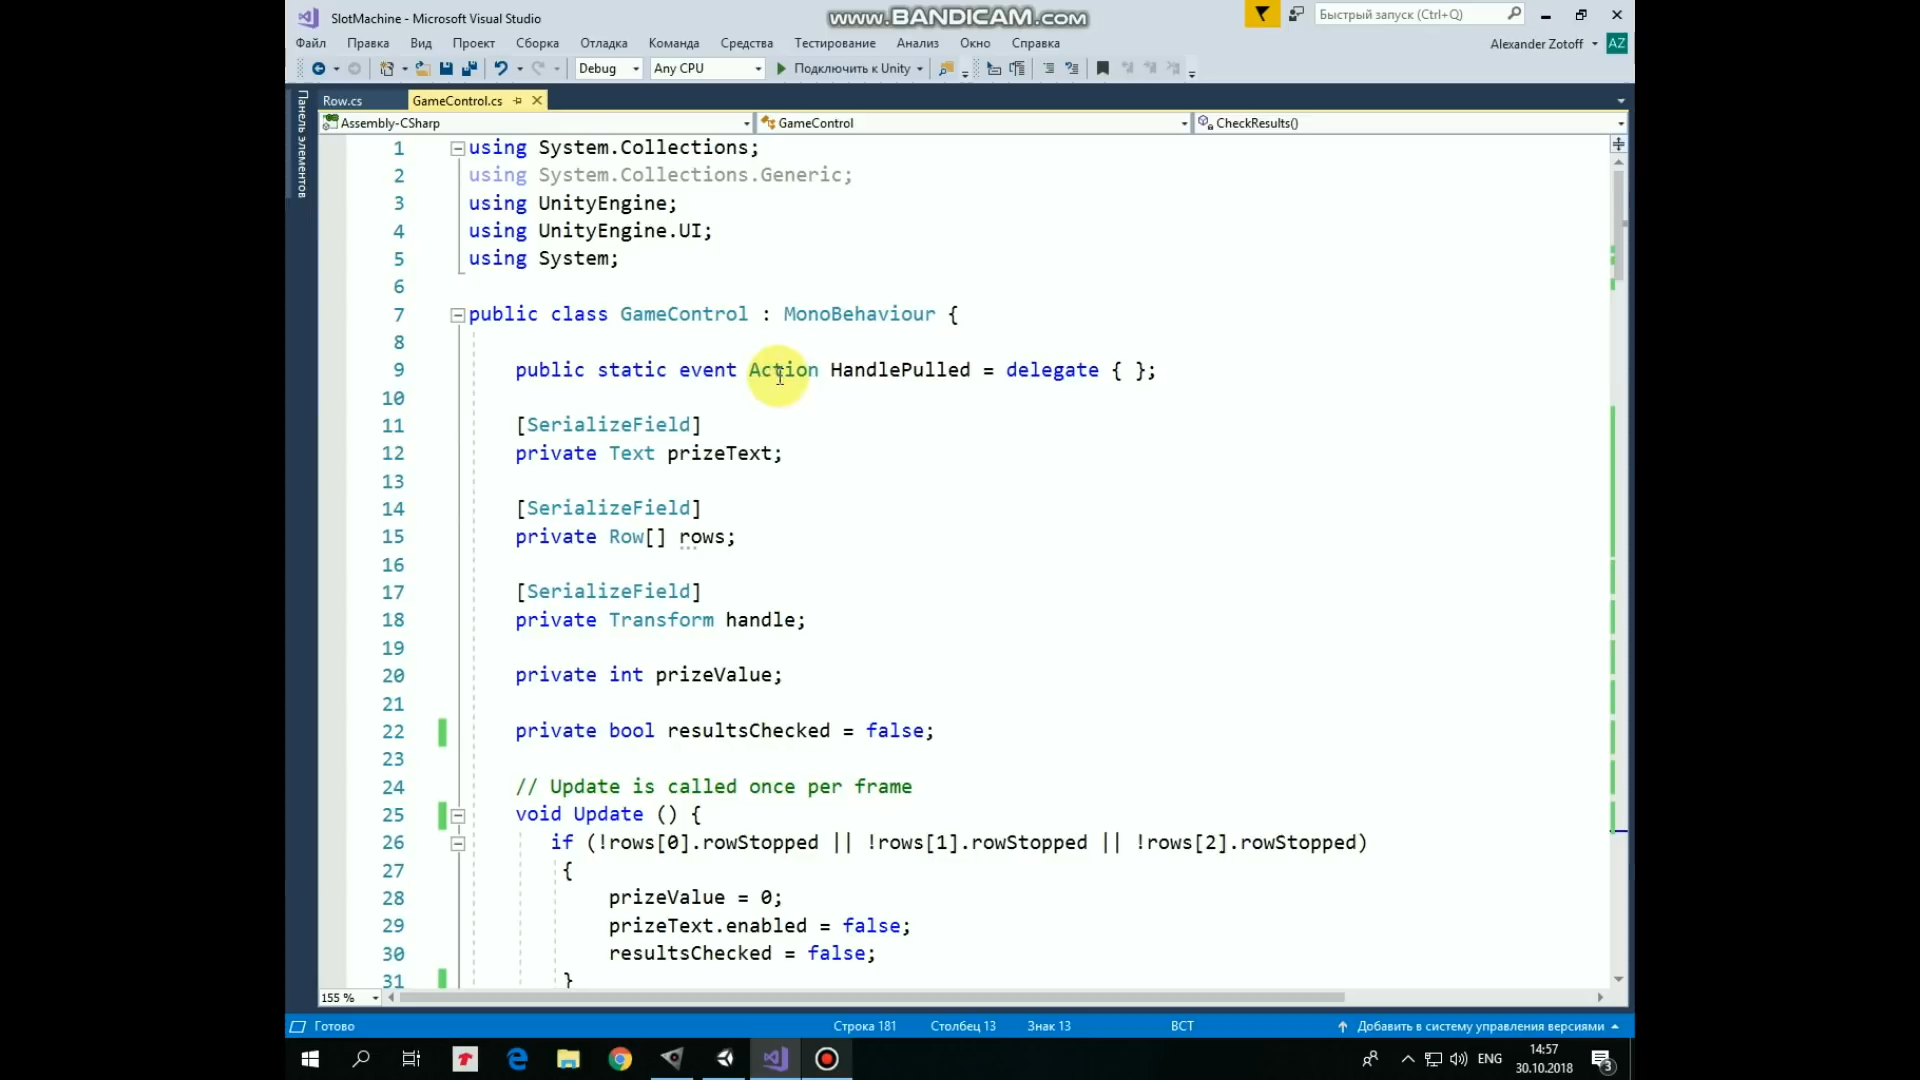 SlotMachine - Microsoft Visual Studio
www.BANDICAM.com
Быстрый запуск (Ctrl+Q)
Файл Правка Вид Проект Сборка Отладка Команда Средства Тестирование Анализ Окно Справка
Alexander Zotoff AZ
Debug Any CPU Подключить к Unity
Панель элементов
Row.cs GameControl.cs
Assembly-CSharp GameControl CheckResults()
1 using System.Collections;
2 using System.Collections.Generic;
3 using UnityEngine;
4 using UnityEngine.UI;
5 using System;
6
7 public class GameControl : MonoBehaviour {
8
9 public static event Action HandlePulled = delegate { };
10
11 [SerializeField]
12 private Text prizeText;
13
14 [SerializeField]
15 private Row[] rows;
16
17 [SerializeField]
18 private Transform handle;
19
20 private int prizeValue;
21
22 private bool resultsChecked = false;
23
24 // Update is called once per frame
25 void Update () {
26 if (!rows[0].rowStopped || !rows[1].rowStopped || !rows[2].rowStopped)
27 {
28 prizeValue = 0;
29 prizeText.enabled = false;
30 resultsChecked = false;
31 }
155 %
Готово Строка 181 Столбец 13 Знак 13 ВСТ Добавить в систему управления версиями
ENG 14:57
30.10.2018 3